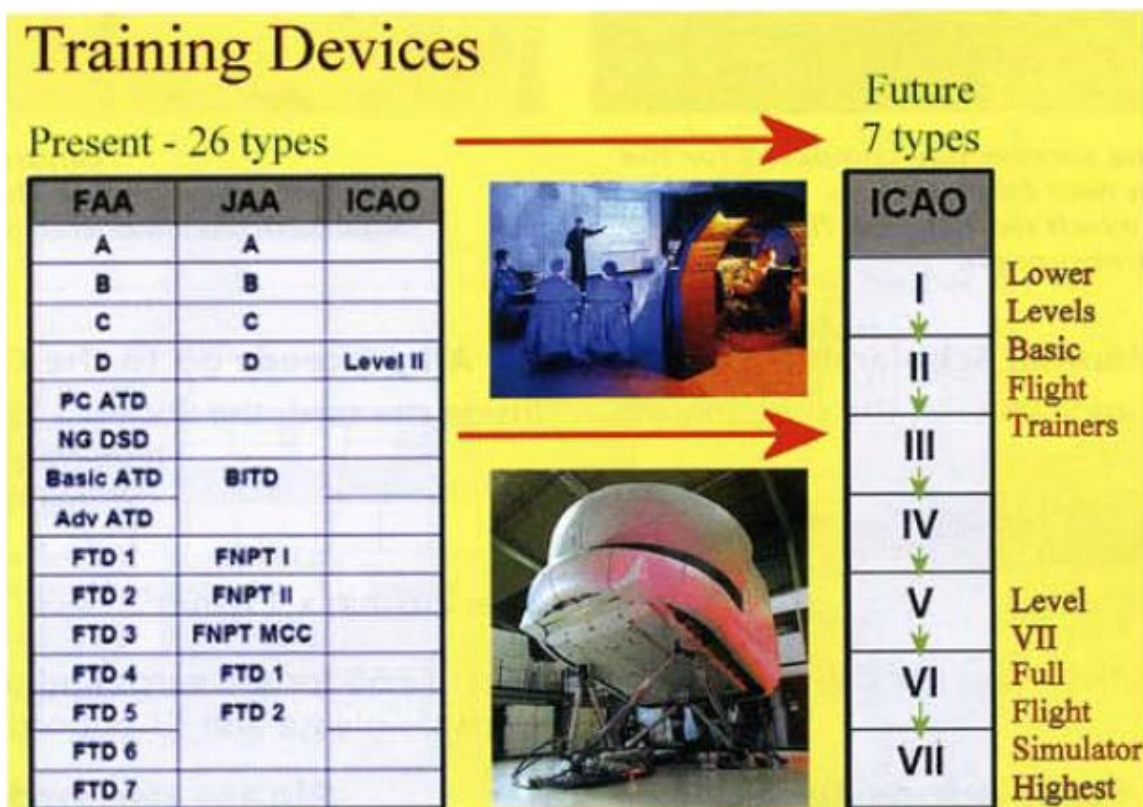 Training Devices
Present - 26 types
Future
7 types
FAA JAA ICAO
A A
B B
C C
D D Level II
PC ATD
NG DSD
Basic ATD BITD
Adv ATD
FTD 1 FNPT I
FTD 2 FNPT II
FTD 3 FNPT MCC
FTD 4 FTD 1
FTD 5 FTD 2
FTD 6
FTD 7
ICAO
I
II
III
IV
V
VI
VII
Lower
Levels
Basic
Flight
Trainers
Level
VII
Full
Flight
Simulator
Highest